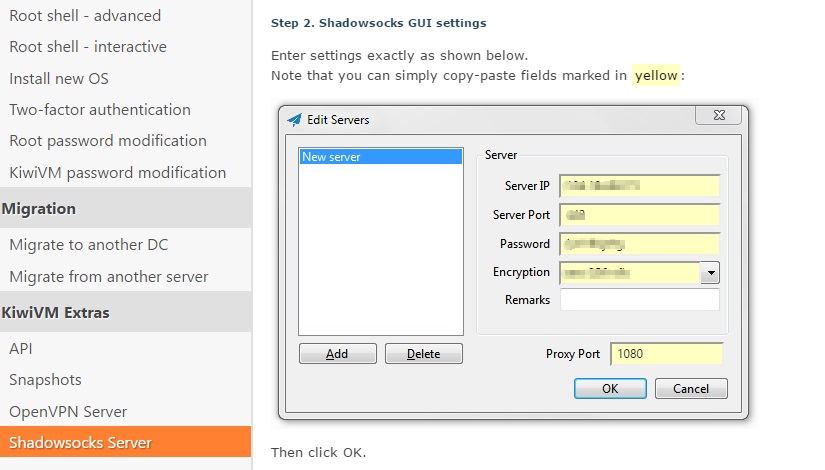 Root shell - advanced
Root shell - interactive
Install new OS
Two-factor authentication
Root password modification
KiwiVM password modification
Migration
Migrate to another DC
Migrate from another server
KiwiVM Extras
API
Snapshots
OpenVPN Server
Shadowsocks Server
Step 2. Shadowsocks GUI settings
Enter settings exactly as shown below.
Note that you can simply copy-paste fields marked in yellow:
Edit Servers
New server
Add
Delete
Server
Server IP
Server Port
Password
Encryption
Remarks
Proxy Port 1080
OK
Cancel
Then click OK.